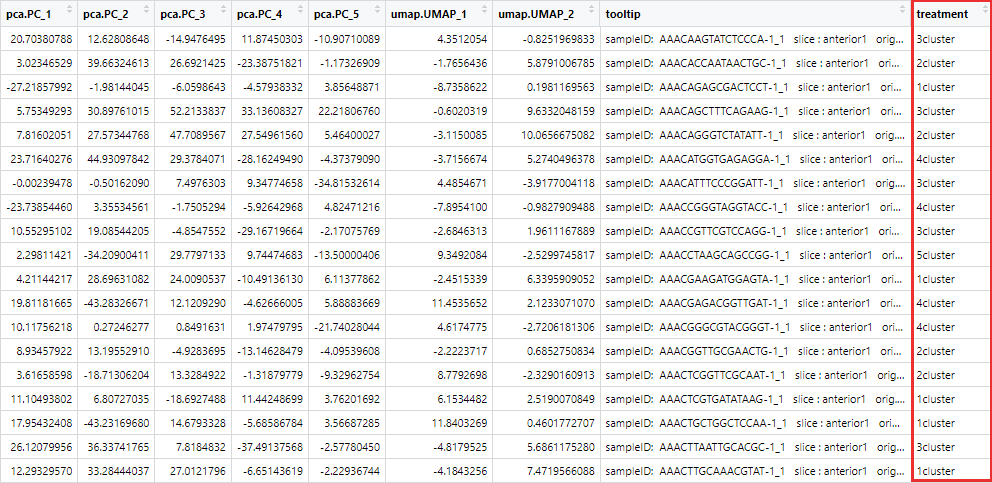 pca.PC_1 pca.PC_2 pca.PC_3 pca.PC_4 pca.PC_5 umap.UMAP_1 umap.UMAP_2 tooltip treatment
20.70380788 12.62808648 -14.9476495 11.87450303 -10.90710089 4.3512054 -0.8251969833 sampleID: AAACAAGTATCTCCCA-1_1 slice : anterior1 orig... 3cluster
3.02346529 39.66324613 26.6921425 -23.38751821 -1.17326909 -1.7656436 5.8791006785 sampleID: AAACACCAATAACTGC-1_1 slice : anterior1 ori... 2cluster
-27.21857992 -1.98144045 -6.0598643 -4.57938332 3.85648871 -8.7358622 0.1981169563 sampleID: AAACAGAGCGACTCCT-1_1 slice : anterior1 ori... 1cluster
5.75349293 30.89761015 52.2133837 33.13608327 22.21806760 -0.6020319 9.6332048159 sampleID: AAACAGCTTTCAGAAG-1_1 slice : anterior1 ori... 3cluster
7.81602051 27.57344768 47.7089567 27.54961560 5.46400027 -3.1150085 10.0656675082 sampleID: AAACAGGGTCTATATT-1_1 slice : anterior1 orig.... 2cluster
23.71640276 44.93097842 29.3784071 -28.16249490 -4.37379090 -3.7156674 5.2740496378 sampleID: AAACATGGTGAGAGGA-1_1 slice : anterior1 ori... 4cluster
-0.00239478 -0.50162090 7.4976303 9.34774658 -34.81532614 4.4854671 -3.9177004118 sampleID: AAACATTTCCCGGATT-1_1 slice : anterior1 orig... 3cluster
-23.73854460 3.35534561 -1.7505294 -5.92642968 4.82471216 -7.8954100 -0.9827909488 sampleID: AAACCGGGTAGGTACC-1_1 slice : anterior1 ori... 4cluster
10.55295102 19.08544205 -4.8547552 -29.16719664 -2.17075769 -2.6846313 1.9611167889 sampleID: AAACCGTTCGTCCAGG-1_1 slice : anterior1 orig... 3cluster
2.29811421 -34.20900411 29.7797133 9.74474683 -13.50000406 9.3492084 -2.5299745817 sampleID: AAACCTAAGCAGCCGG-1_1 slice : anterior1 ori... 5cluster
4.21144217 28.69631082 24.0090537 -10.49136130 6.11377862 -2.4515339 6.3395909052 sampleID: AAACGAAGATGGAGTA-1_1 slice : anterior1 ori... 1cluster
19.81181665 -43.28326671 12.1209290 -4.62666005 5.88883669 11.4535652 2.1233071070 sampleID: AAACGAGACGGTTGAT-1_1 slice : anterior1 ori... 4cluster
10.11756218 0.27246277 0.8491631 1.97479795 -21.74028044 4.6174775 -2.7206181306 sampleID: AAACGGGCGTACGGGT-1_1 slice : anterior1 ori... 4cluster
8.93457922 13.19552910 -4.9283695 -13.14628479 -4.09539608 -2.2223717 0.6852750834 sampleID: AAACGGTTGCGAACTG-1_1 slice : anterior1 ori... 2cluster
3.61658598 -18.71306204 13.3284922 -1.31879779 -9.32962754 8.7792698 -2.3290160913 sampleID: AAACTCGGTTCGCAAT-1_1 slice : anterior1 orig... 2cluster
11.10493802 6.80727035 -18.6927488 11.44248699 3.76201692 6.1534482 2.5190070849 sampleID: AAACTCGTGATATAAG-1_1 slice : anterior1 orig.... 1cluster
17.95432408 -43.23169680 14.6793328 -5.68586784 3.56687285 11.8403269 0.4601772707 sampleID: AAACTGCTGGCTCCAA-1_1 slice : anterior1 orig... 1cluster
26.12079956 36.33741765 7.8184832 -37.49137568 -2.57780450 -4.8179525 5.6861175280 sampleID: AAACTTAATTGCACGC-1_1 slice : anterior1 orig... 3cluster
12.29329570 33.28444037 27.0121796 -6.65143619 -2.22936744 -4.1843256 7.4719566088 sampleID: AAACTTGCAAACGTAT-1_1 slice : anterior1 orig... 1cluster